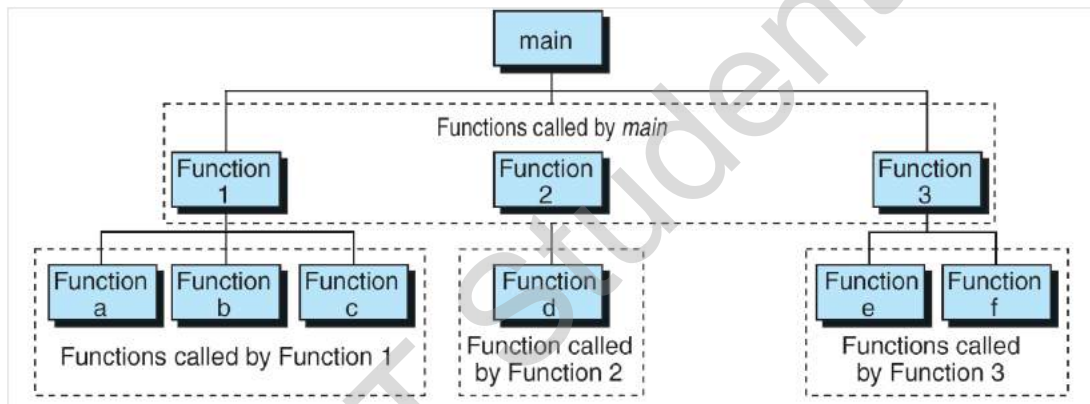 main
Functions called by main
Function
1
Function
2
Function
3
Function
a
Function
b
Function
c
Function
d
Function
e
Function
f
Functions called by Function 1
Function called
by Function 2
Functions called
by Function 3
T Student